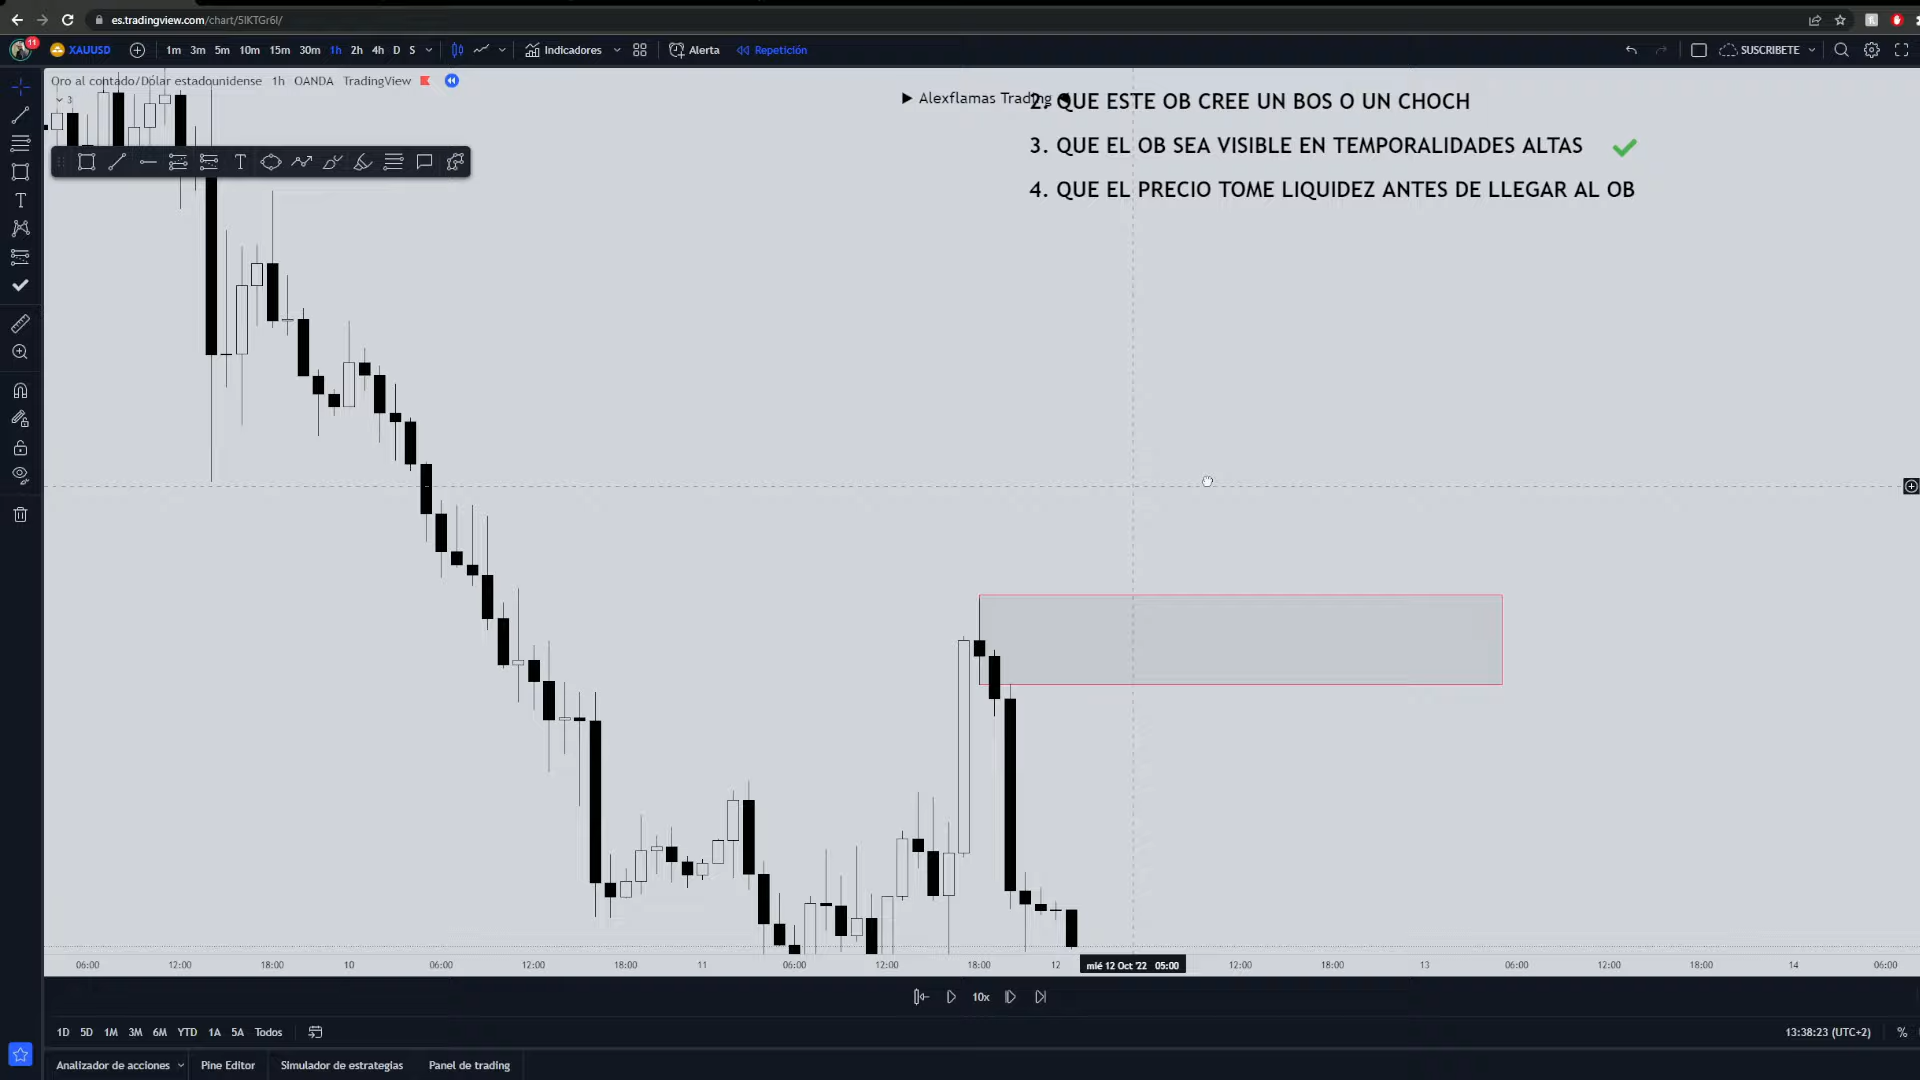 es.tradingview.com/chart/5IKTGr6I/
11 XAUUSD 1m 3m 5m 10m 15m 30m 1h 2h 4h D S Indicadores Alerta Repetición SUSCRIBETE
Oro al contado/Dólar estadounidense 1h OANDA TradingView
3
▶ Alexflamas Trading
2. QUE ESTE OB CREE UN BOS O UN CHOCH
3. QUE EL OB SEA VISIBLE EN TEMPORALIDADES ALTAS
4. QUE EL PRECIO TOME LIQUIDEZ ANTES DE LLEGAR AL OB
06:00 12:00 18:00 10 06:00 12:00 18:00 11 06:00 12:00 18:00 12 mié 12 Oct '22 05:00 12:00 18:00 13 06:00 12:00 18:00 14 06:00
10x
1D 5D 1M 3M 6M YTD 1A 5A Todos 13:38:23 (UTC+2) %
Analizador de acciones Pine Editor Simulador de estrategias Panel de trading